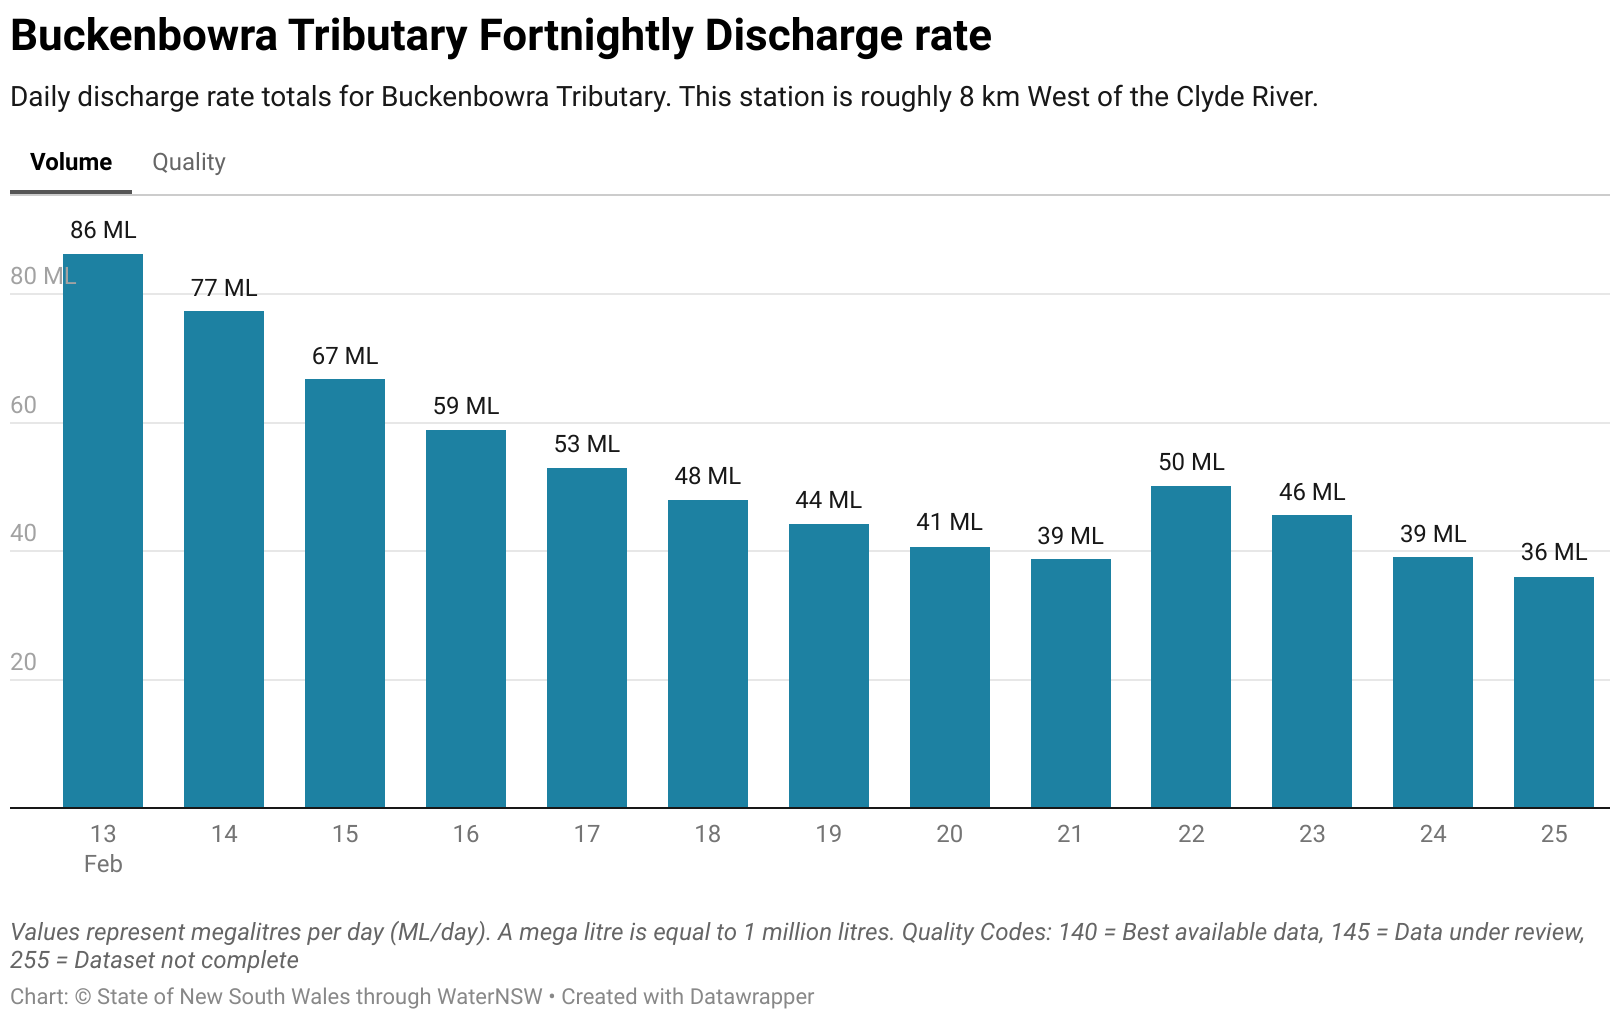 Buckenbowra Tributary Fortnightly Discharge rate
Daily discharge rate totals for Buckenbowra Tributary. This station is roughly 8 km West of the Clyde River.
Volume Quality
86 ML
80 ML
77 ML
67 ML
60
59 ML
53 ML
48 ML
44 ML
41 ML
39 ML
50 ML
46 ML
39 ML
36 ML
40
20
13 14 15 16 17 18 19 20 21 22 23 24 25
Feb
Values represent megalitres per day (ML/day). A mega litre is equal to 1 million litres. Quality Codes: 140 = Best available data, 145 = Data under review,
255 = Dataset not complete
Chart: © State of New South Wales through WaterNSW • Created with Datawrapper